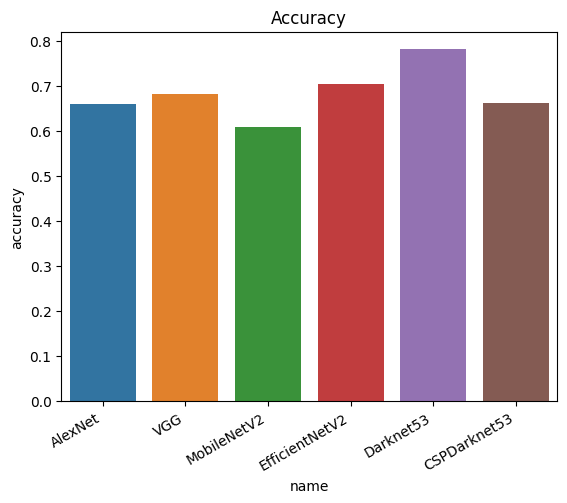 Accuracy
accuracy
0.8
0.7
0.6
0.5
0.4
0.3
0.2
0.1
0.0
AlexNet
VGG
MobileNetV2
EfficientNetV2
Darknet53
CSPDarknet53
name